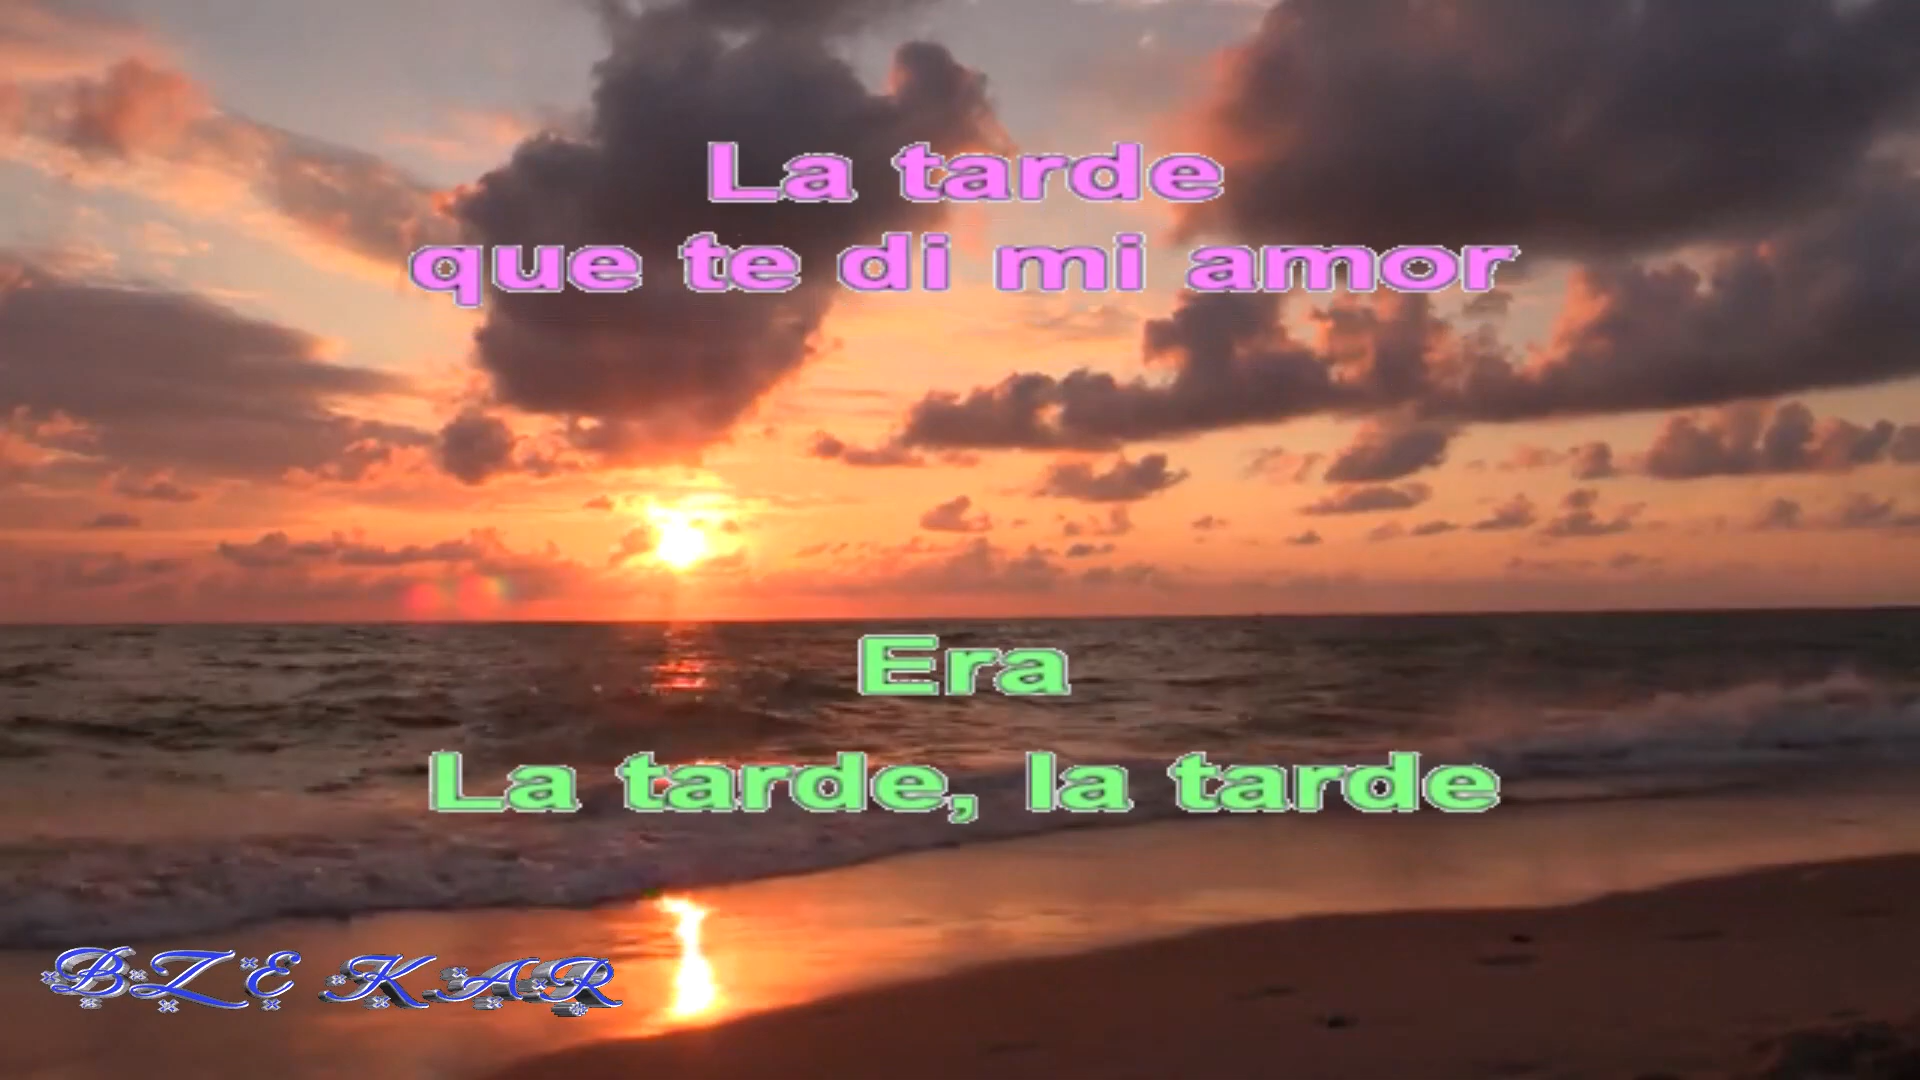 La tarde
que te di mi amor
Era
La tarde, la tarde
BZE KAR